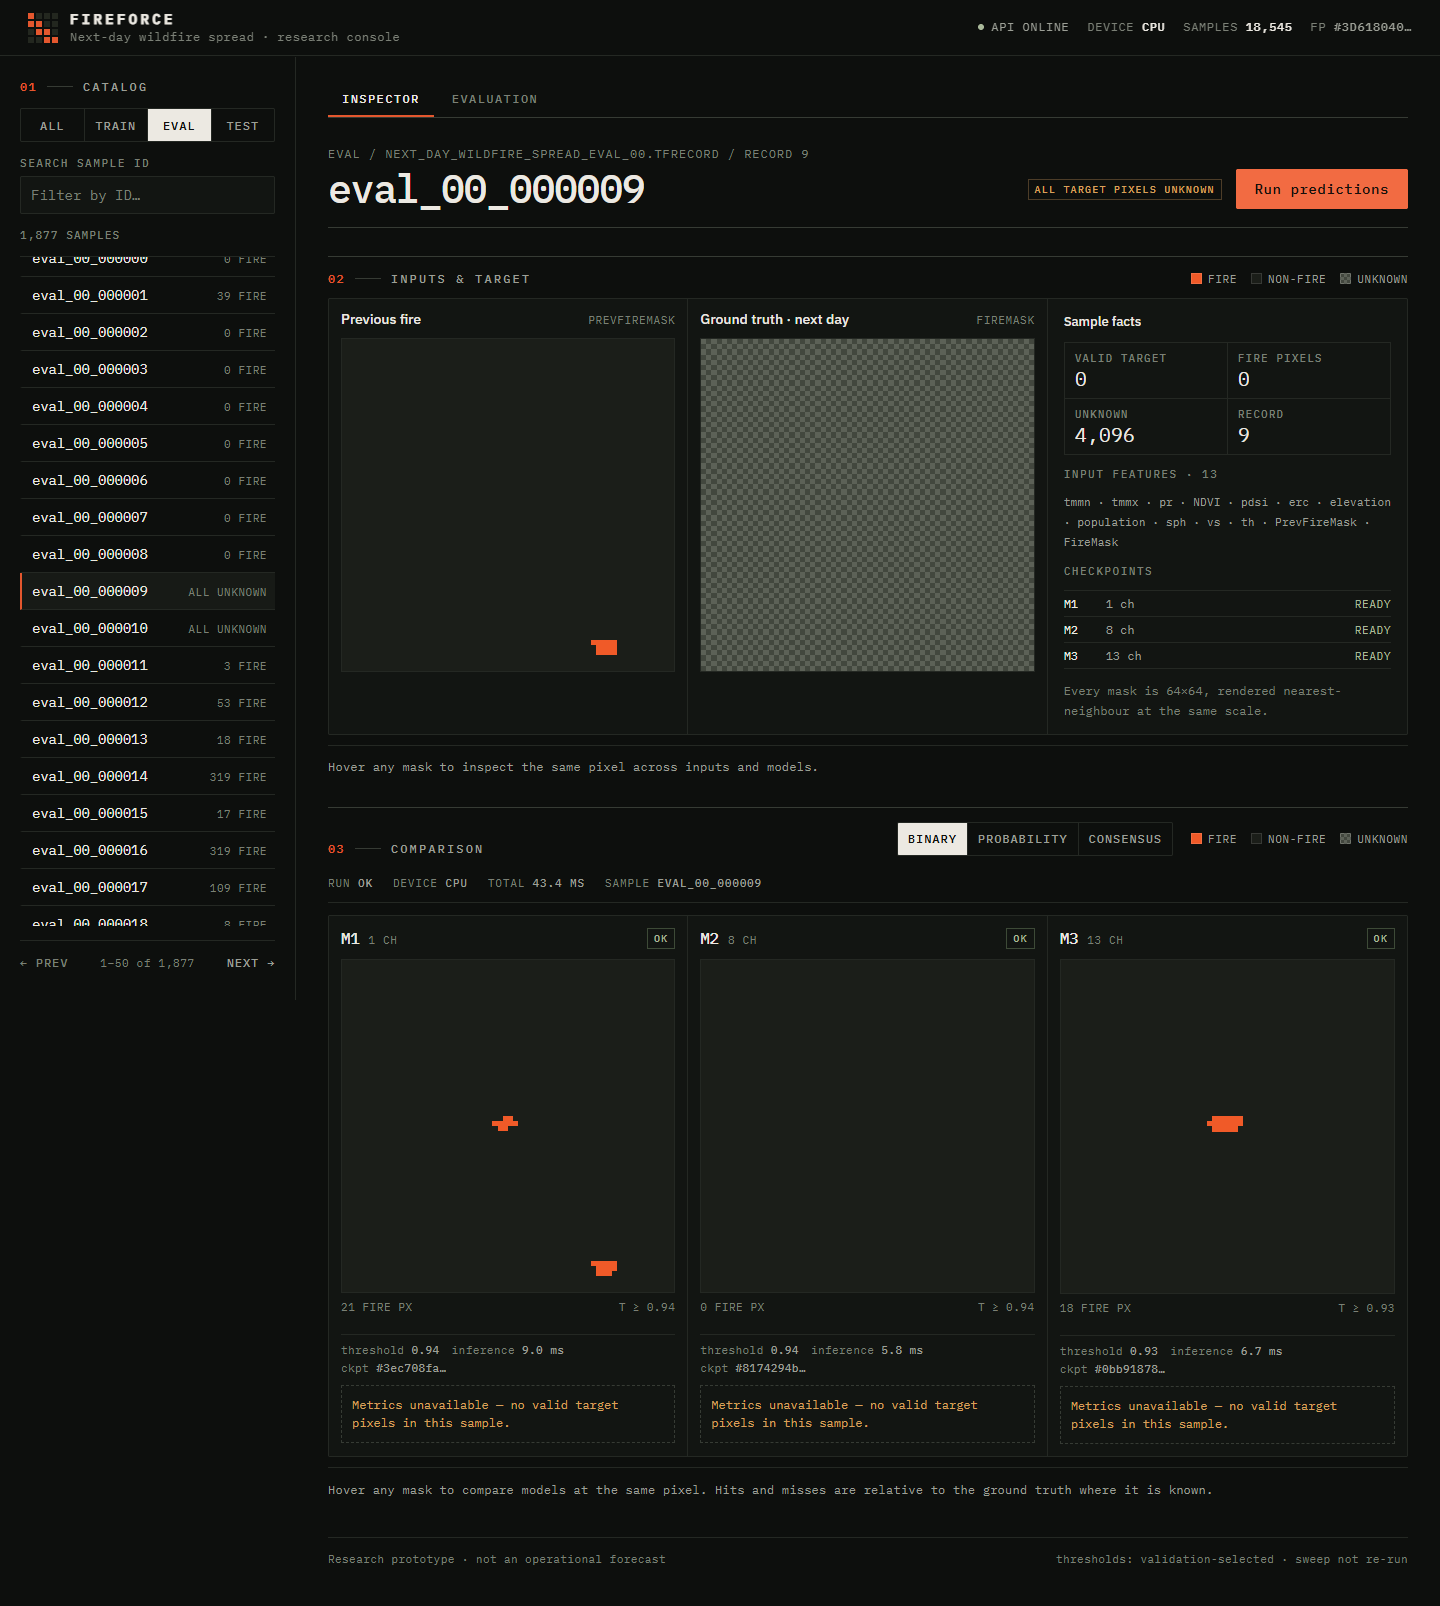 FIREFORCE
Next-day wildfire spread · research console
API ONLINE DEVICE CPU SAMPLES 18,545 FP #3D618040…
01 CATALOG
ALL TRAIN EVAL TEST
SEARCH SAMPLE ID
Filter by ID…
1,877 SAMPLES
eval_00_000000 0 FIRE
eval_00_000001 39 FIRE
eval_00_000002 0 FIRE
eval_00_000003 0 FIRE
eval_00_000004 0 FIRE
eval_00_000005 0 FIRE
eval_00_000006 0 FIRE
eval_00_000007 0 FIRE
eval_00_000008 0 FIRE
eval_00_000009 ALL UNKNOWN
eval_00_000010 ALL UNKNOWN
eval_00_000011 3 FIRE
eval_00_000012 53 FIRE
eval_00_000013 18 FIRE
eval_00_000014 319 FIRE
eval_00_000015 17 FIRE
eval_00_000016 319 FIRE
eval_00_000017 109 FIRE
eval_00_000018 8 FIRE
← PREV 1–50 of 1,877 NEXT →
INSPECTOR EVALUATION
EVAL / NEXT_DAY_WILDFIRE_SPREAD_EVAL_00.TFRECORD / RECORD 9
eval_00_000009
ALL TARGET PIXELS UNKNOWN
Run predictions
02 INPUTS & TARGET
FIRE NON-FIRE UNKNOWN
Previous fire PREVFIREMASK
Ground truth · next day FIREMASK
Sample facts
VALID TARGET FIRE PIXELS
0 0
UNKNOWN RECORD
4,096 9
INPUT FEATURES · 13
tmmn · tmmx · pr · NDVI · pdsi · erc · elevation
· population · sph · vs · th · PrevFireMask ·
FireMask
CHECKPOINTS
M1 1 ch READY
M2 8 ch READY
M3 13 ch READY
Every mask is 64×64, rendered nearest-
neighbour at the same scale.
Hover any mask to inspect the same pixel across inputs and models.
03 COMPARISON
BINARY PROBABILITY CONSENSUS
FIRE NON-FIRE UNKNOWN
RUN OK DEVICE CPU TOTAL 43.4 MS SAMPLE EVAL_00_000009
M1 1 CH OK
21 FIRE PX T ≥ 0.94
threshold 0.94 inference 9.0 ms
ckpt #3ec708fa…
Metrics unavailable — no valid target
pixels in this sample.
M2 8 CH OK
0 FIRE PX T ≥ 0.94
threshold 0.94 inference 5.8 ms
ckpt #8174294b…
Metrics unavailable — no valid target
pixels in this sample.
M3 13 CH OK
18 FIRE PX T ≥ 0.93
threshold 0.93 inference 6.7 ms
ckpt #0bb91878…
Metrics unavailable — no valid target
pixels in this sample.
Hover any mask to compare models at the same pixel. Hits and misses are relative to the ground truth where it is known.
Research prototype · not an operational forecast
thresholds: validation-selected · sweep not re-run